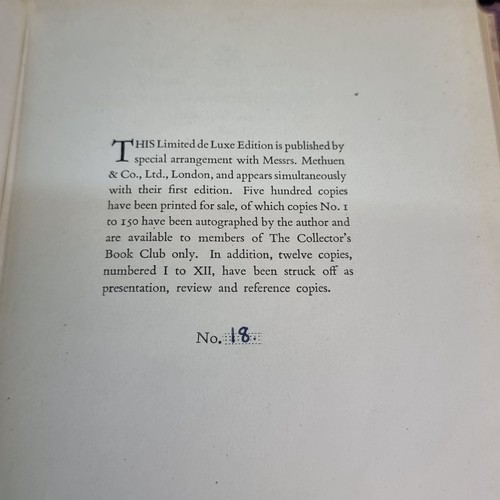 THIS Limited de Luxe Edition is published by
special arrangement with Messrs. Methuen
& Co., Ltd., London, and appears simultaneously
with their first edition. Five hundred copies
have been printed for sale, of which copies No. 1
to 150 have been autographed by the author and
are available to members of The Collector's
Book Club only. In addition, twelve copies,
numbered I to XII, have been struck off as
presentation, review and reference copies.
No. 18.